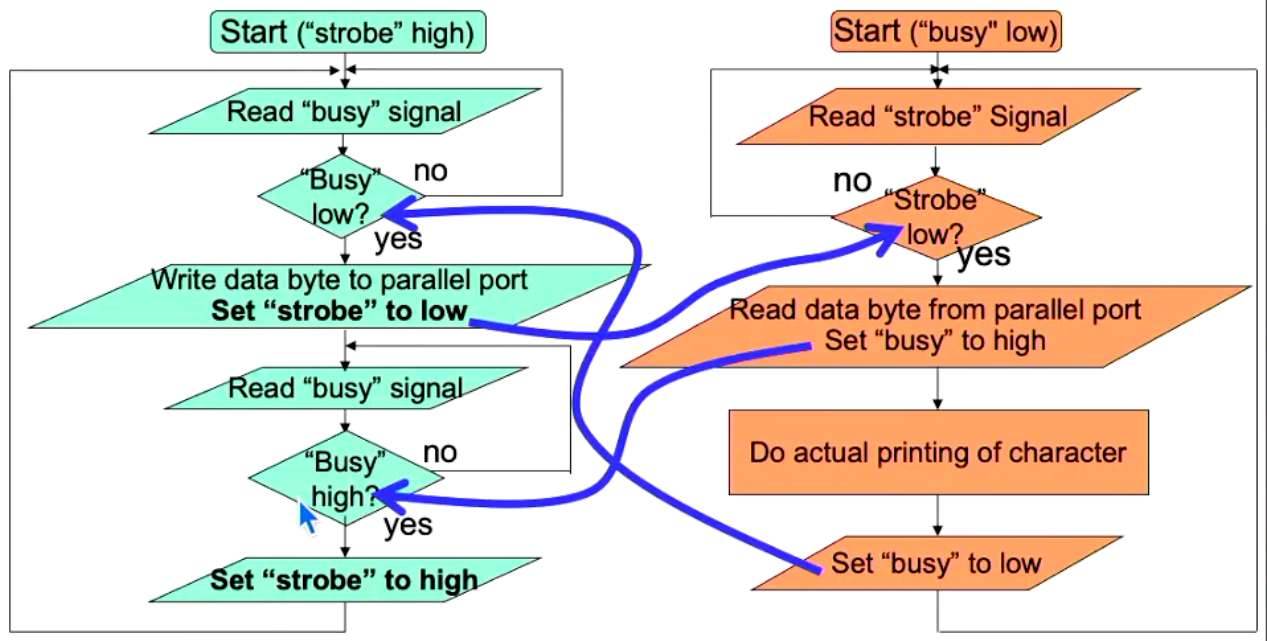 Start (“strobe” high)
Read “busy” signal
“Busy”
low?
no
yes
Write data byte to parallel port
Set “strobe” to low
Read “busy” signal
“Busy”
high?
no
yes
Set “strobe” to high
Start (“busy" low)
Read “strobe” Signal
no
“Strobe”
low?
yes
Read data byte from parallel port
Set “busy” to high
Do actual printing of character
Set “busy” to low